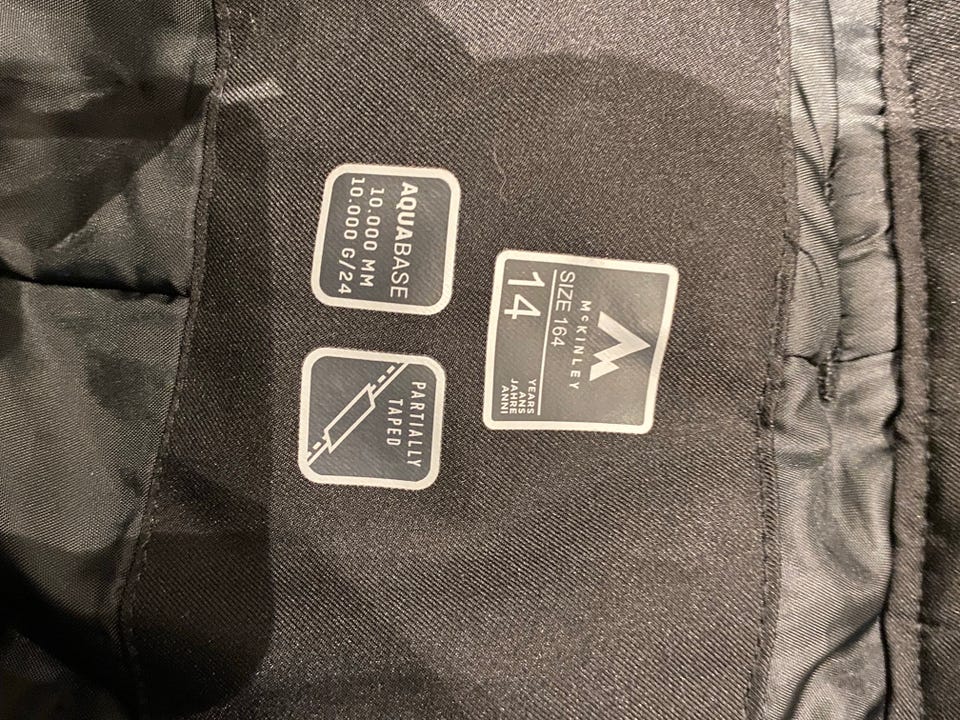 McKINLEY
SIZE 164
14
YEARS
ANS
JAHRE
ANNI
AQUABASE
10.000 MM
10.000 G/24
PARTIALLY
TAPED